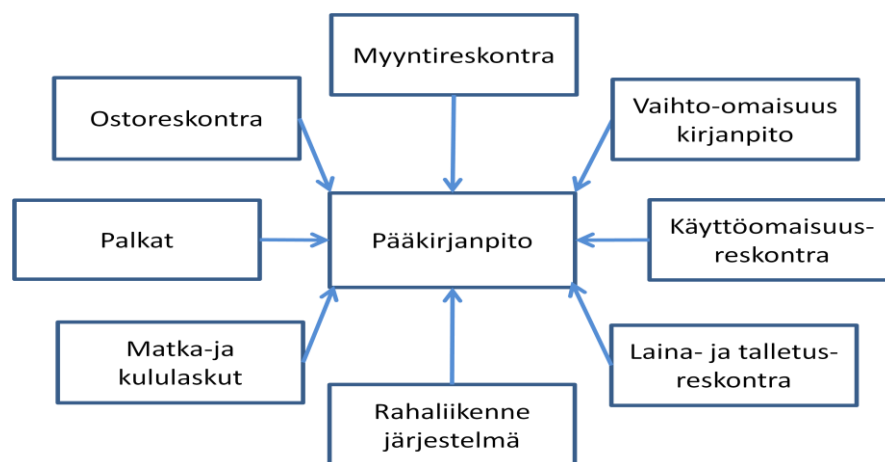 Myyntireskontra
Ostoreskontra
Vaihto-omaisuus
kirjanpito
Palkat
Pääkirjanpito
Käyttöomaisuus-
reskontra
Matka-ja
kululaskut
Rahaliikenne
järjestelmä
Laina- ja talletus-
reskontra